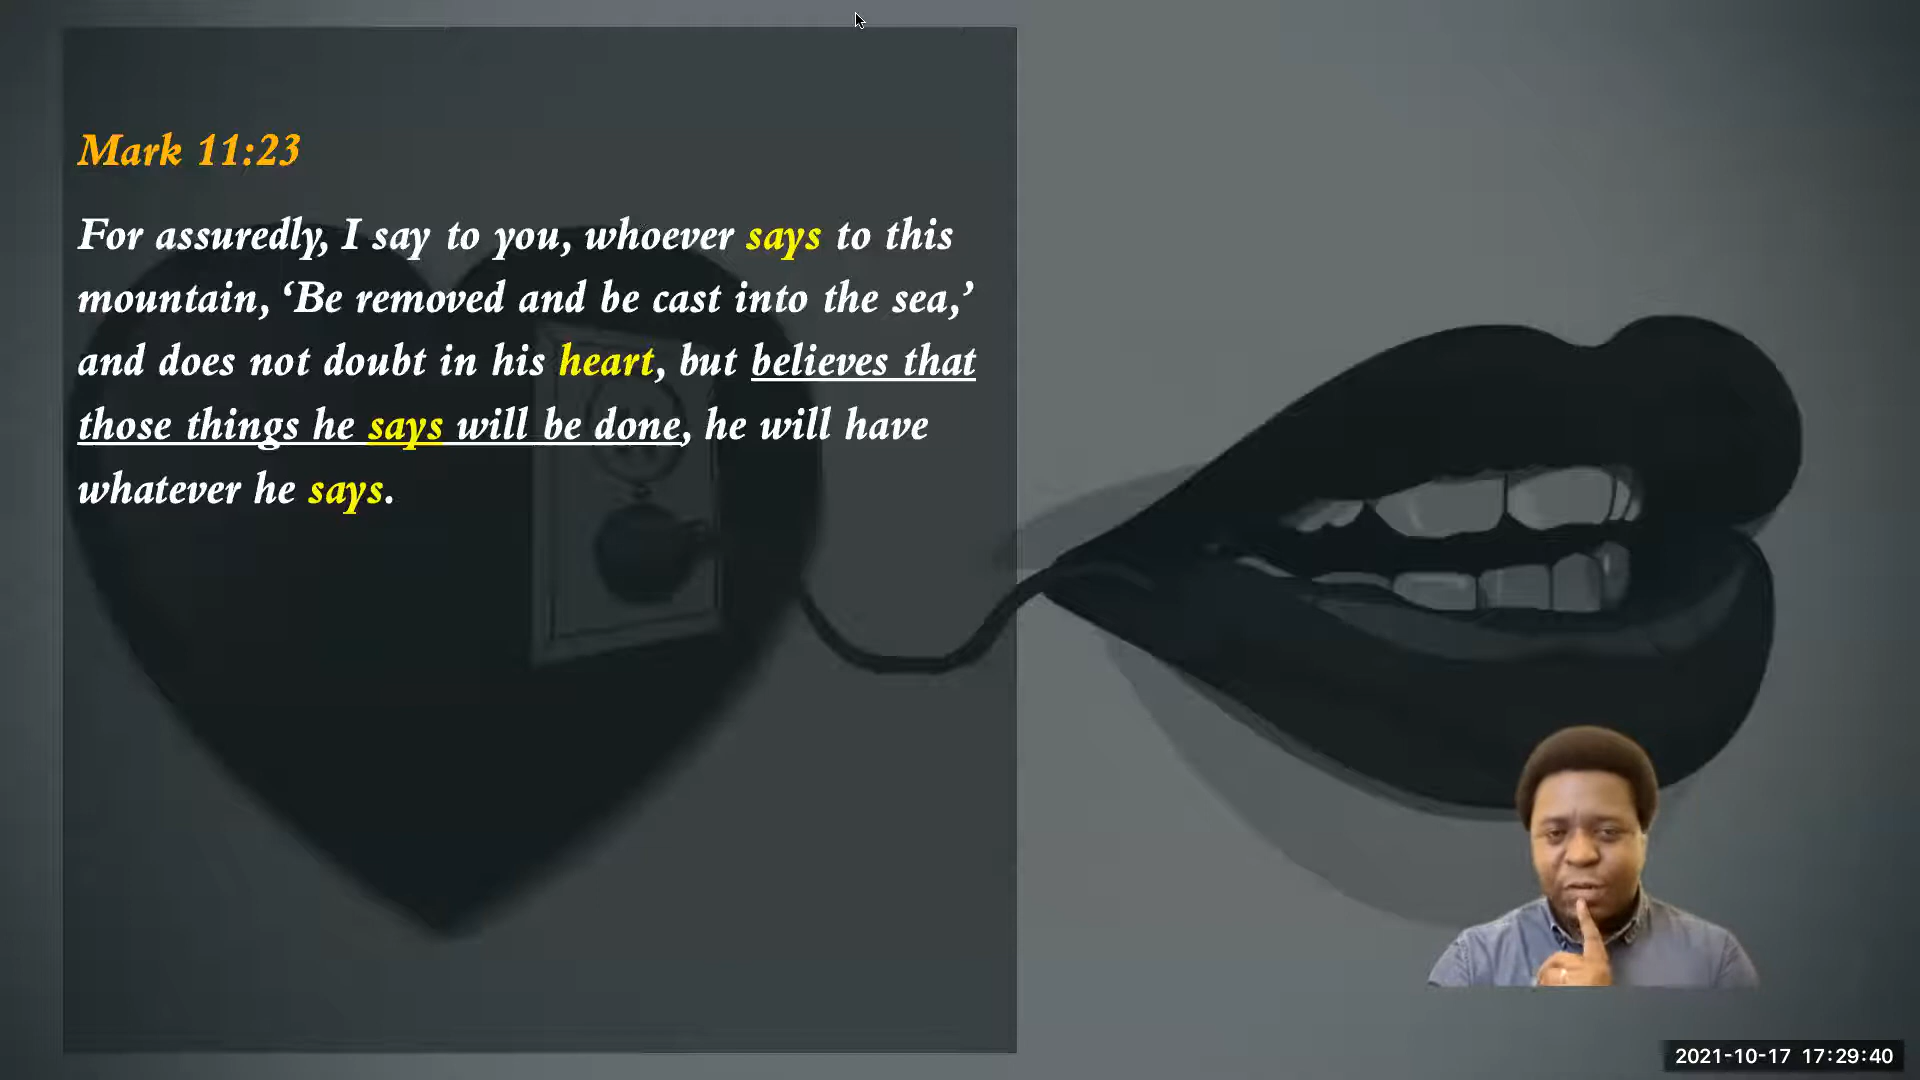 Mark 11:23
For assuredly, I say to you, whoever says to this
mountain, ‘Be removed and be cast into the sea,’
and does not doubt in his heart, but believes that
those things he says will be done, he will have
whatever he says.
2021-10-17 17:29:40